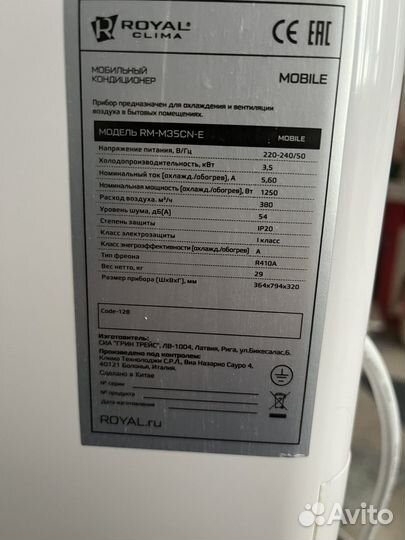 ROYAL
CLIMA
CE EAC
МОБИЛЬНЫЙ
КОНДИЦИОНЕР
MOBILE
Прибор предназначен для охлаждения и вентиляции
воздуха в бытовых помещениях.
МОДЕЛЬ RM-M35CN-E MOBILE
Напряжение питания, В/Гц 220-240/50
Холодопроизводительность, кВт 3,5
Номинальный ток (охлажд./обогрев), А 5,60
Номинальная мощность (охлажд./обогрев), Вт 1250
Расход воздуха, м³/ч 380
Уровень шума, дБ(А) 54
Степень защиты IP20
Класс электрозащиты I класс
Класс энергоэффективности (охлажд./обогрев) А
Тип фреона R410A
Вес нетто, кг 29
Размер прибора (ШхВхГ), мм 364х794х320
Code-128
Изготовитель:
СИА "ГРИН ТРЕЙС", ЛВ-1004, Латвия, Рига, ул.Биекесалас,6.
Произведено под контролем:
Клима Технолоджи С.Р.Л., Виа Назарио Сауро 4,
40121 Болонья, Италия.
Сделано в Китае
№ серии
№ продукта
Дата изготовления
ROYAL.ru
Avito